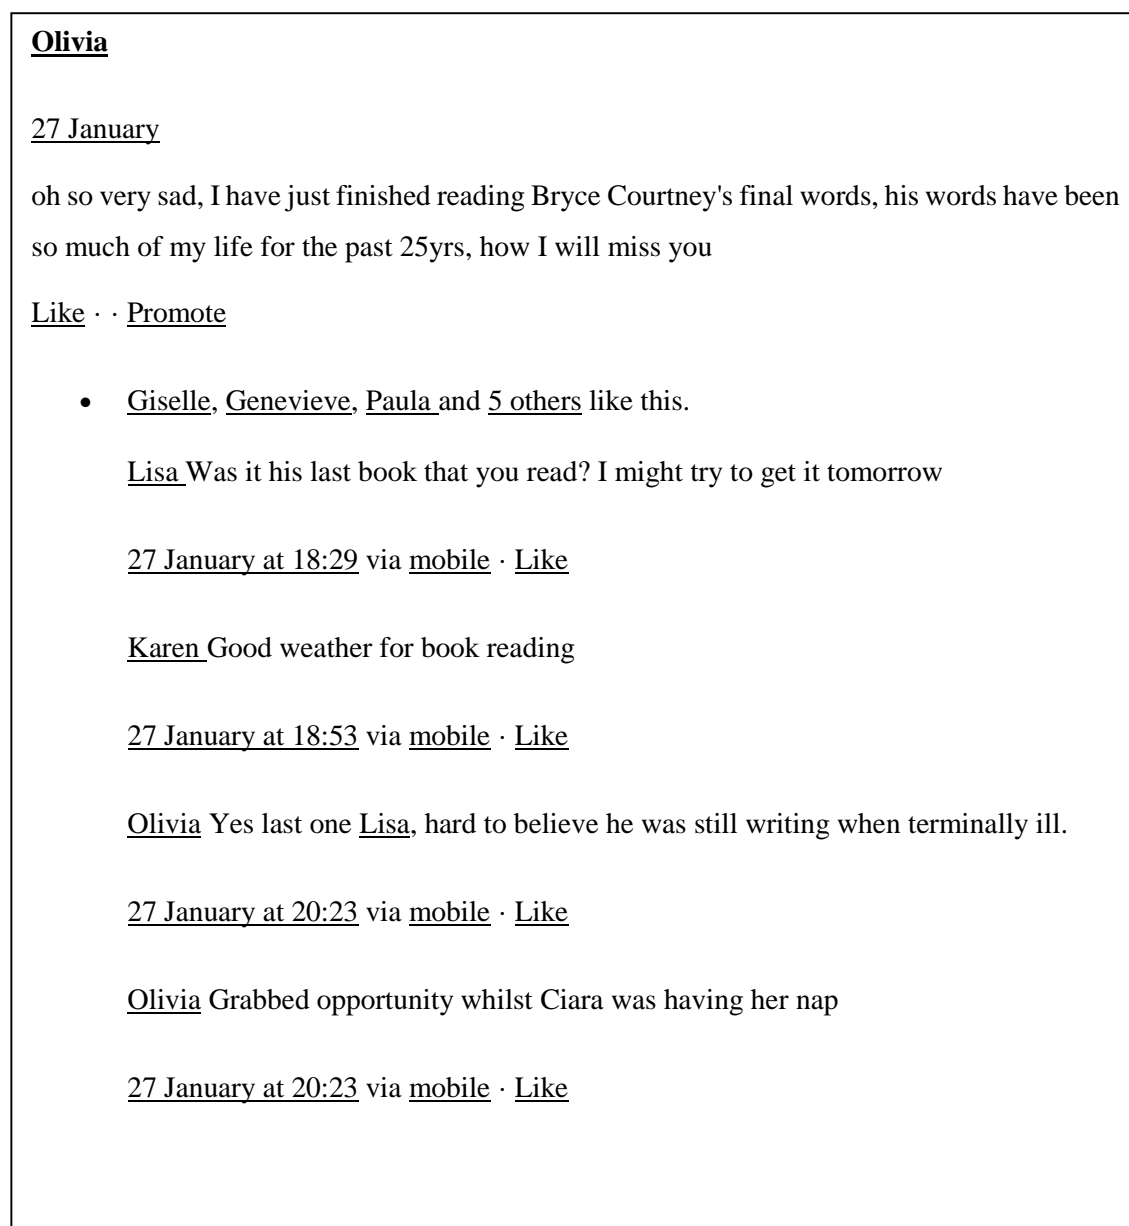 Olivia
27 January
oh so very sad, I have just finished reading Bryce Courtney's final words, his words have been
so much of my life for the past 25yrs, how I will miss you
Like · · Promote
• Giselle, Genevieve, Paula and 5 others like this.
Lisa Was it his last book that you read? I might try to get it tomorrow
27 January at 18:29 via mobile · Like
Karen Good weather for book reading
27 January at 18:53 via mobile · Like
Olivia Yes last one Lisa, hard to believe he was still writing when terminally ill.
27 January at 20:23 via mobile · Like
Olivia Grabbed opportunity whilst Ciara was having her nap
27 January at 20:23 via mobile · Like